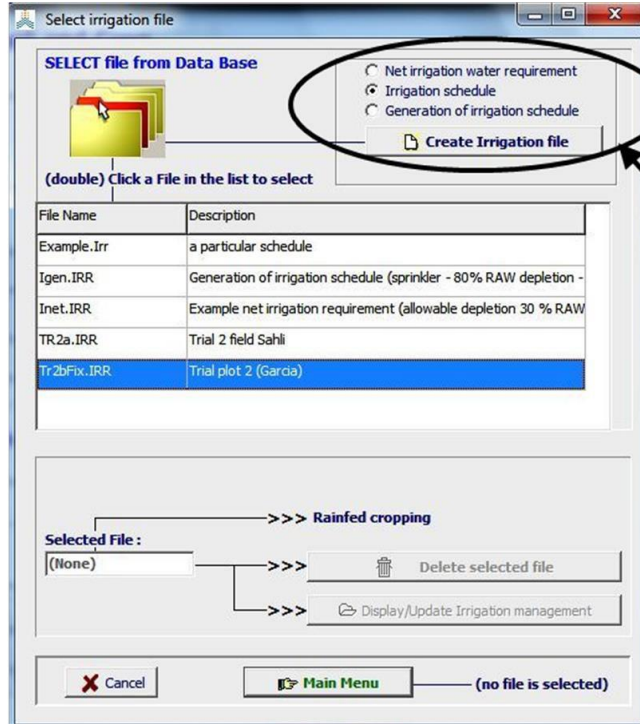 Select irrigation file
SELECT file from Data Base
Net irrigation water requirement
Irrigation schedule
Generation of irrigation schedule
Create Irrigation file
(double) Click a File in the list to select
File Name Description
Example.Irr a particular schedule
Igen.IRR Generation of irrigation schedule (sprinkler - 80% RAW depletion -
Inet.IRR Example net irrigation requirement (allowable depletion 30 % RAW
TR2a.IRR Trial 2 field Sahli
Tr2bFix.IRR Trial plot 2 (Garcia)
>>> Rainfed cropping
Selected File :
(None) >>> Delete selected file
>>> Display/Update Irrigation management
Cancel Main Menu (no file is selected)